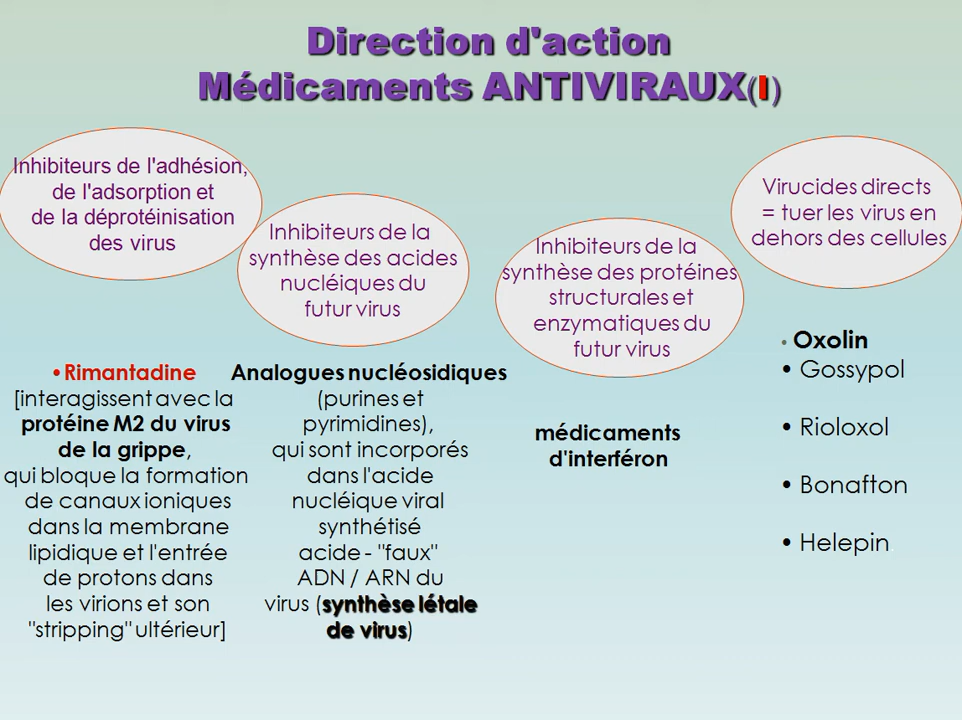 Direction d'action
Médicaments ANTIVIRAUX(I)
Inhibiteurs de l'adhésion,
de l'adsorption et
de la déprotéinisation
des virus
Inhibiteurs de la
synthèse des acides
nucléiques du
futur virus
Inhibiteurs de la
synthèse des protéines
structurales et
enzymatiques du
futur virus
Virucides directs
= tuer les virus en
dehors des cellules
•Rimantadine
[interagissent avec la
protéine M2 du virus
de la grippe,
qui bloque la formation
de canaux ioniques
dans la membrane
lipidique et l'entrée
de protons dans
les virions et son
"stripping" ultérieur]
Analogues nucléosidiques
(purines et
pyrimidines),
qui sont incorporés
dans l'acide
nucléique viral
synthétisé
acide - "faux"
ADN / ARN du
virus (synthèse létale
de virus)
médicaments
d'interféron
• Oxolin
• Gossypol
• Rioloxol
• Bonafton
• Helepin